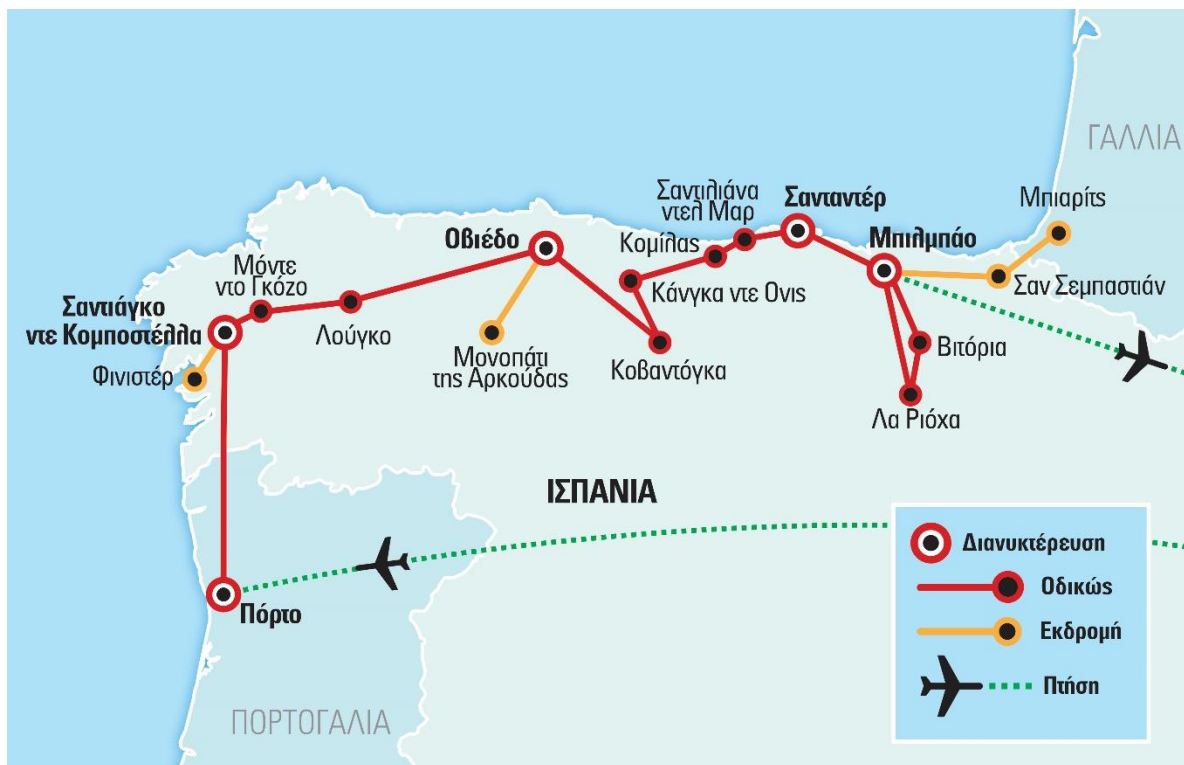 ΓΑΛΛΙΑ
Σαντιλιάνα
ντελ Μαρ
Σανταντέρ
Μπιαρίτς
Οβιέδο
Κομίλας
Μπιλμπάο
Μόντε
ντο Γκόζο
Κάνγκα ντε Ονις
Σαν Σεμπαστιάν
Σαντιάγκο
ντε Κομποστέλλα
Λούγκο
Μονοπάτι
της Αρκούδας
Κοβαντόγκα
Βιτόρια
Φινιστέρ
Λα Ριόχα
ΙΣΠΑΝΙΑ
Διανυκτέρευση
Οδικώς
Πόρτο
Εκδρομή
Πτήση
ΠΟΡΤΟΓΑΛΙΑ